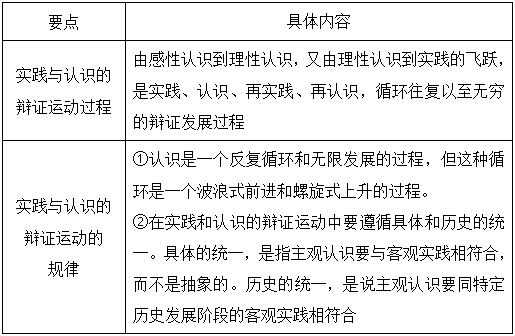 要点
具体内容
实践与认识的
辩证运动过程
由感性认识到理性认识，又由理性认识到实践的飞跃，
是实践、认识、再实践、再认识，循环往复以至无穷
的辩证发展过程
实践与认识的
辩证运动的
规律
①认识是一个反复循环和无限发展的过程，但这种循
环是一个波浪式前进和螺旋式上升的过程。
②在实践和认识的辩证运动中要遵循具体和历史的统
一。具体的统一，是指主观认识要与客观实践相符合，
而不是抽象的。历史的统一，是说主观认识要同特定
历史发展阶段的客观实践相符合